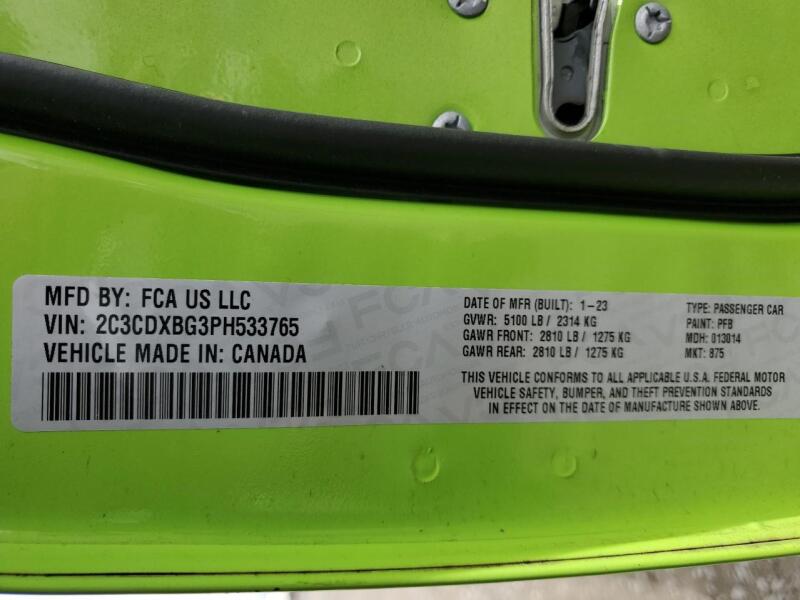 MFD BY: FCA US LLC
VIN: 2C3CDXBG3PH533765
VEHICLE MADE IN: CANADA
DATE OF MFR (BUILT): 1-23
GVWR: 5100 LB / 2314 KG
GAWR FRONT: 2810 LB / 1275 KG
GAWR REAR: 2810 LB / 1275 KG
TYPE: PASSENGER CAR
PAINT: PFB
MDH: 013014
MKT: 875
THIS VEHICLE CONFORMS TO ALL APPLICABLE U.S.A. FEDERAL MOTOR
VEHICLE SAFETY, BUMPER, AND THEFT PREVENTION STANDARDS
IN EFFECT ON THE DATE OF MANUFACTURE SHOWN ABOVE.